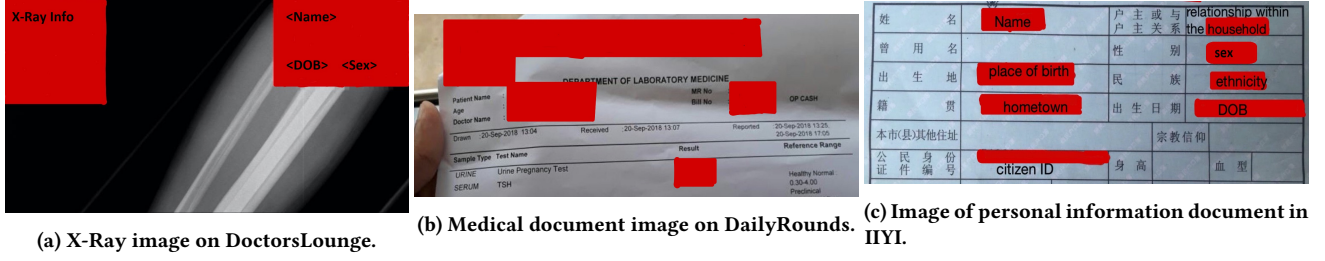 X-Ray Info
<Name>
<DOB> <Sex>
(a) X-Ray image on DoctorsLounge.
DEPARTMENT OF LABORATORY MEDICINE
Patient Name
Age
Doctor Name
MR No
Bill No
OP CASH
Drawn :20-Sep-2018 13:04 Received :20-Sep-2018 13:07 Reported :20-Sep-2018 13:25,
20-Sep-2018 17:05
Sample Type Test Name Result Reference Range
URINE Urine Pregnancy Test
SERUM TSH
Healthy Normal
0.30-4.00
Preclinical
(b) Medical document image on DailyRounds.
姓 名 Name 户主或与户主关系 relationship within the household
曾用名 性别 sex
出生地 place of birth 民族 ethnicity
籍贯 hometown 出生日期 DOB
本市(县)其他住址 宗教信仰
公民身份证件编号 citizen ID 身高 血型
(c) Image of personal information document in
IIYI.